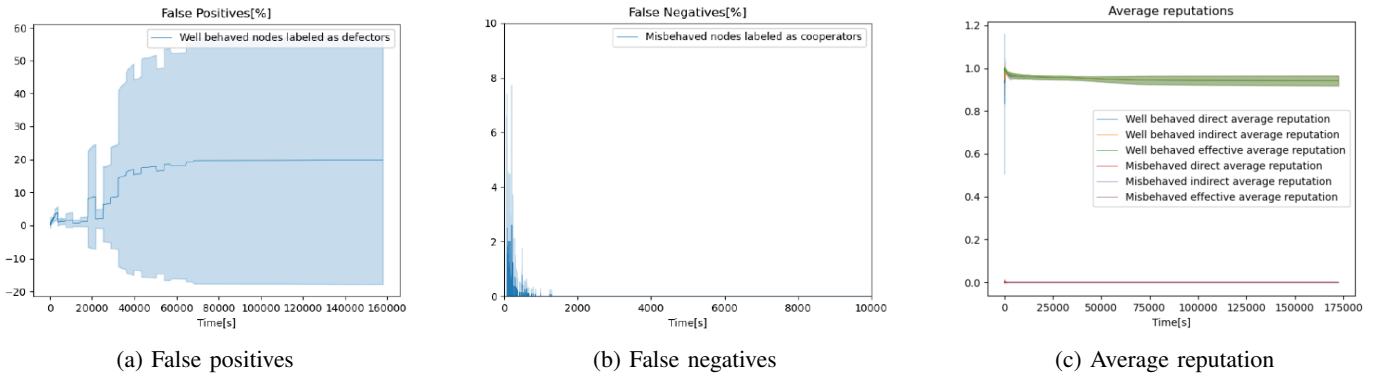 False Positives[%]
Well behaved nodes labeled as defectors
60
50
40
30
20
10
0
−10
−20
0 20000 40000 60000 80000 100000 120000 140000 160000
Time[s]
(a) False positives
False Negatives[%]
Misbehaved nodes labeled as cooperators
10
8
6
4
2
0
0 2000 4000 6000 8000 10000
Time[s]
(b) False negatives
Average reputations
1.2
1.0
0.8
0.6
0.4
0.2
0.0
Well behaved direct average reputation
Well behaved indirect average reputation
Well behaved effective average reputation
Misbehaved direct average reputation
Misbehaved indirect average reputation
Misbehaved effective average reputation
0 25000 50000 75000 100000 125000 150000 175000
Time[s]
(c) Average reputation